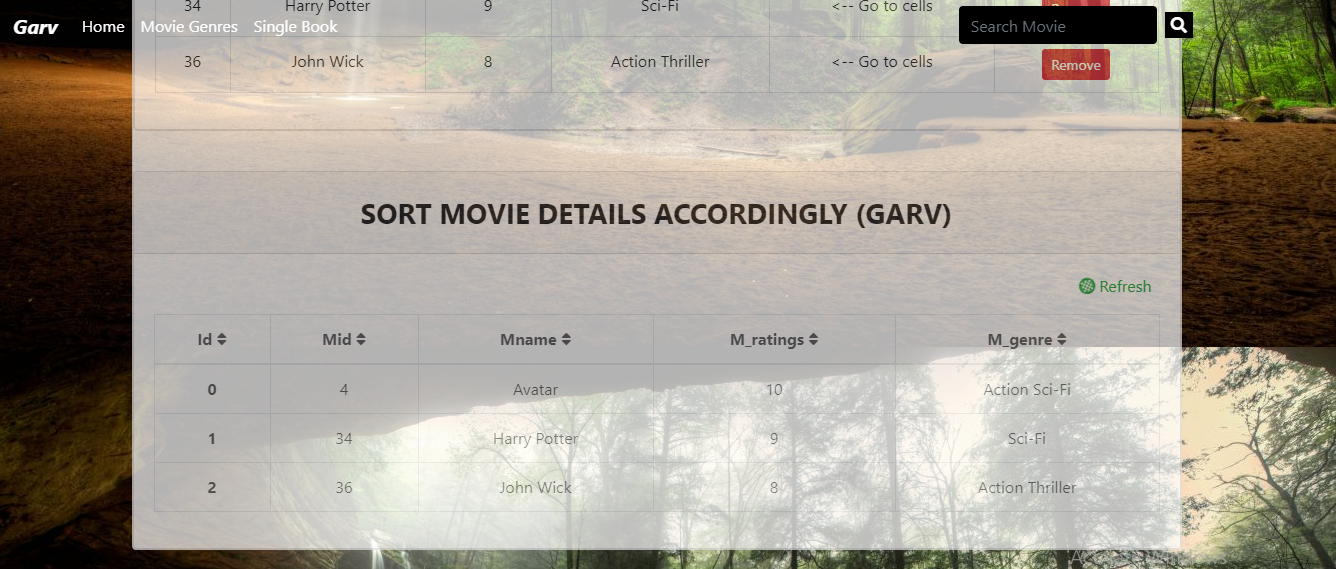 34 Harry Potter 9 Sci-Fi <-- Go to cells
Garv Home Movie Genres Single Book Search Movie
36 John Wick 8 Action Thriller <-- Go to cells Remove
SORT MOVIE DETAILS ACCORDINGLY (GARV)
Refresh
Id Mid Mname M_ratings M_genre
0 4 Avatar 10 Action Sci-Fi
1 34 Harry Potter 9 Sci-Fi
2 36 John Wick 8 Action Thriller